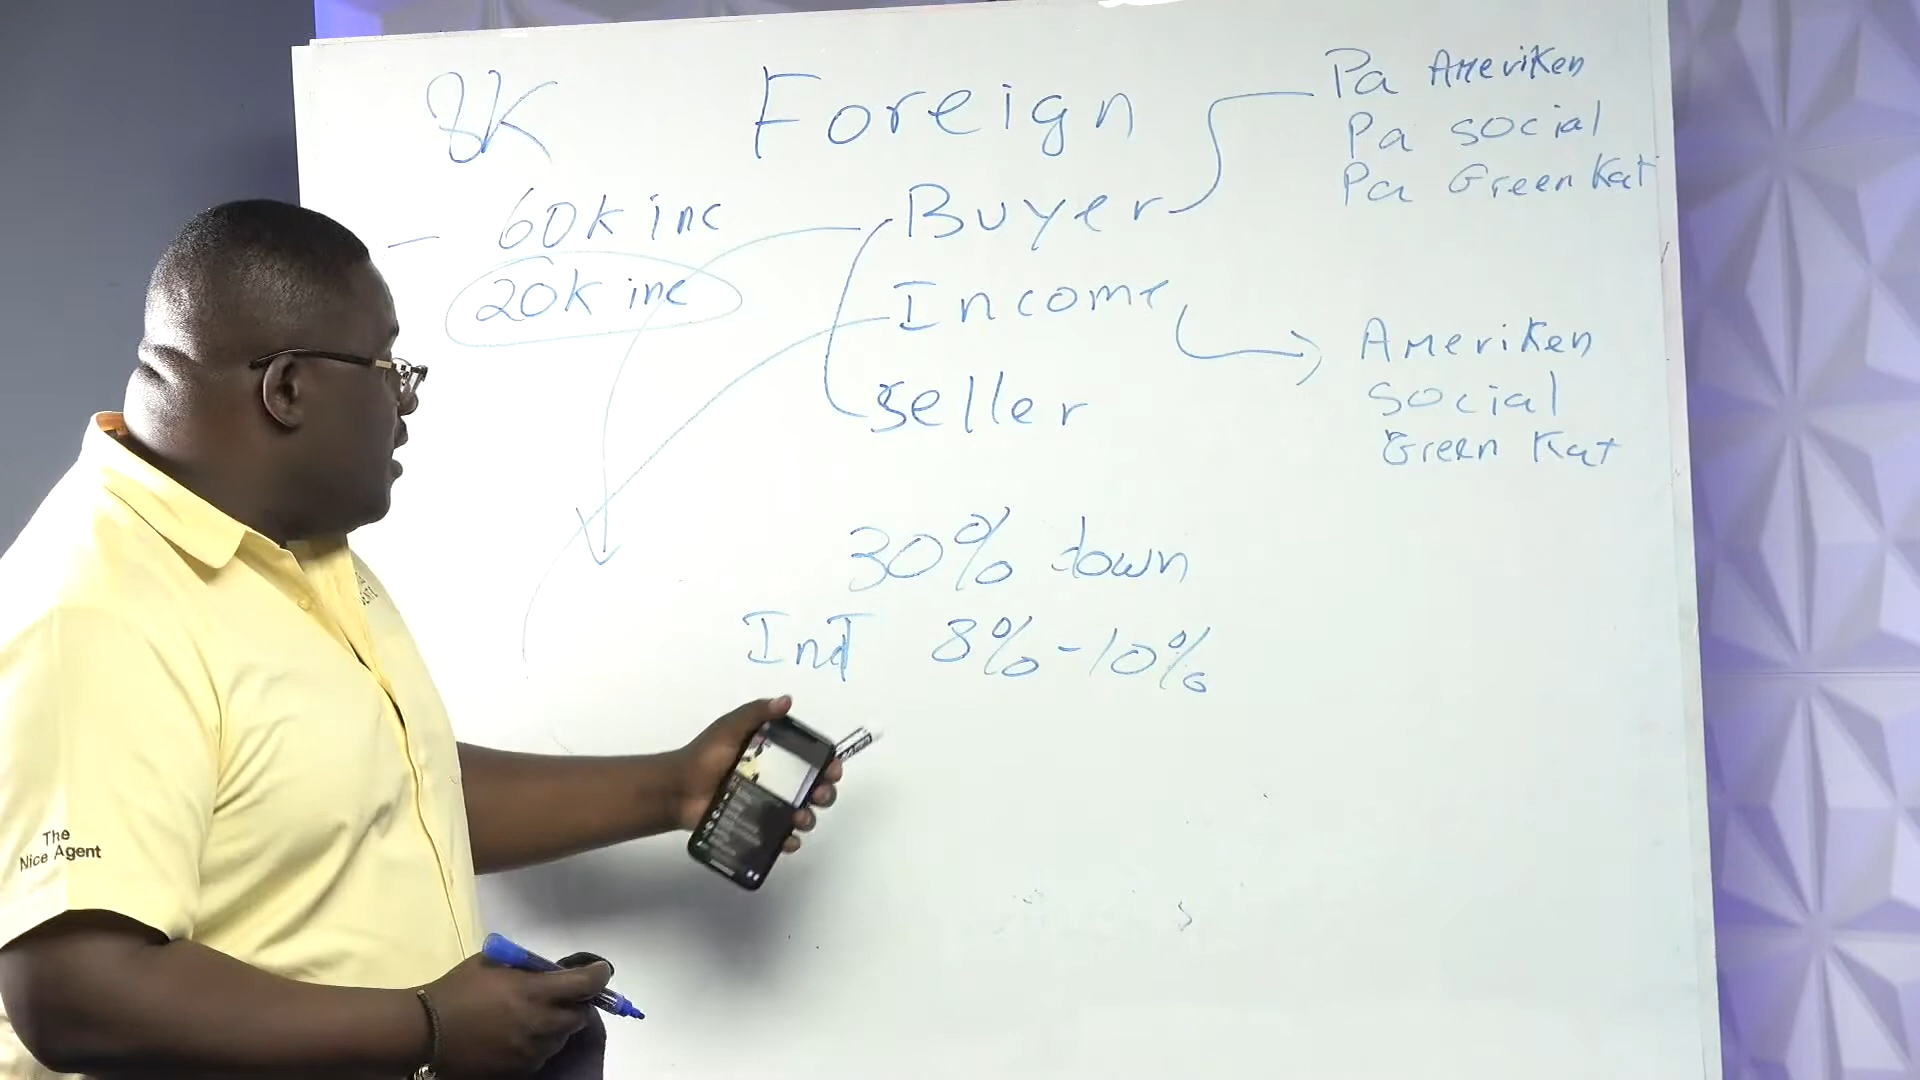 8K
Foreign
Pa Ameriken
Pa social
Pa Green Kat
60k inc
Buyer
20k inc
Income
Ameriken
social
Green Kat
seller
30% down
Int 8% - 10%
The
Nice Agent